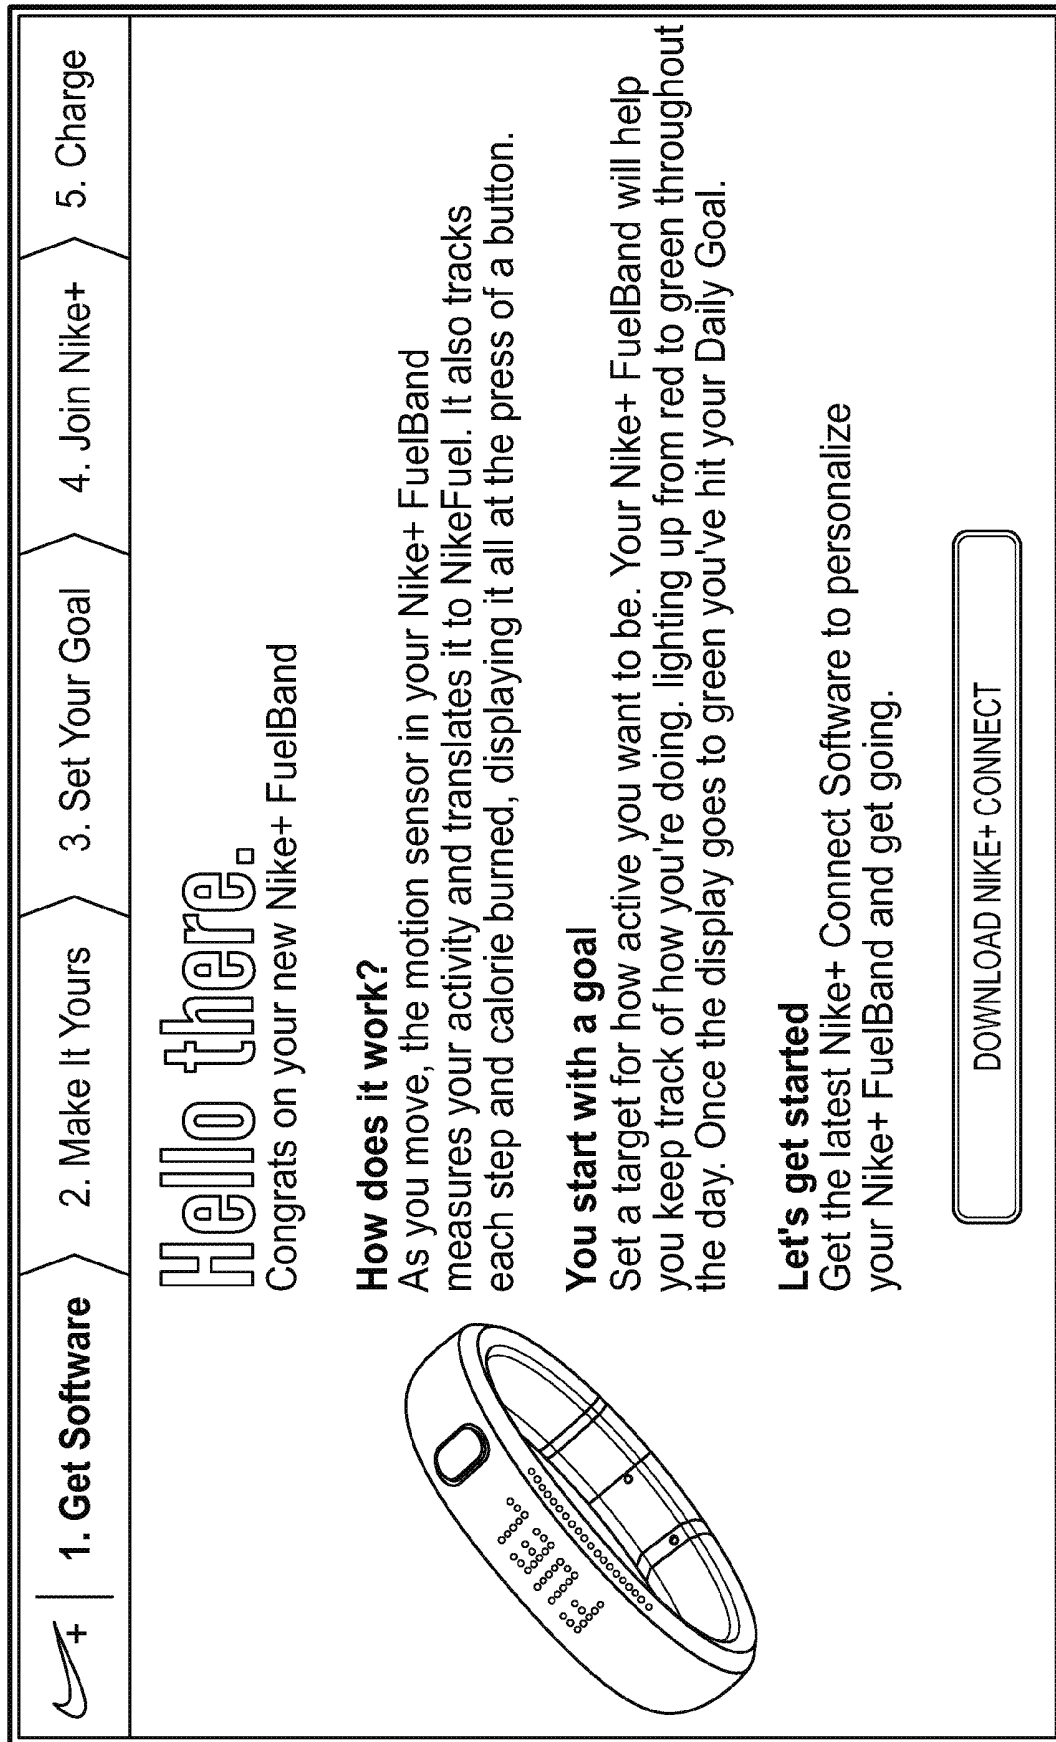 + | 1. Get Software 2. Make It Yours 3. Set Your Goal 4. Join Nike+ 5. Charge
Hello there.
Congrats on your new Nike+ FuelBand
How does it work?
As you move, the motion sensor in your Nike+ FuelBand
measures your activity and translates it to NikeFuel. It also tracks
each step and calorie burned, displaying it all at the press of a button.
You start with a goal
Set a target for how active you want to be. Your Nike+ FuelBand will help
you keep track of how you're doing. lighting up from red to green throughout
the day. Once the display goes to green you've hit your Daily Goal.
Let's get started
Get the latest Nike+ Connect Software to personalize
your Nike+ FuelBand and get going.
DOWNLOAD NIKE+ CONNECT
FUEL